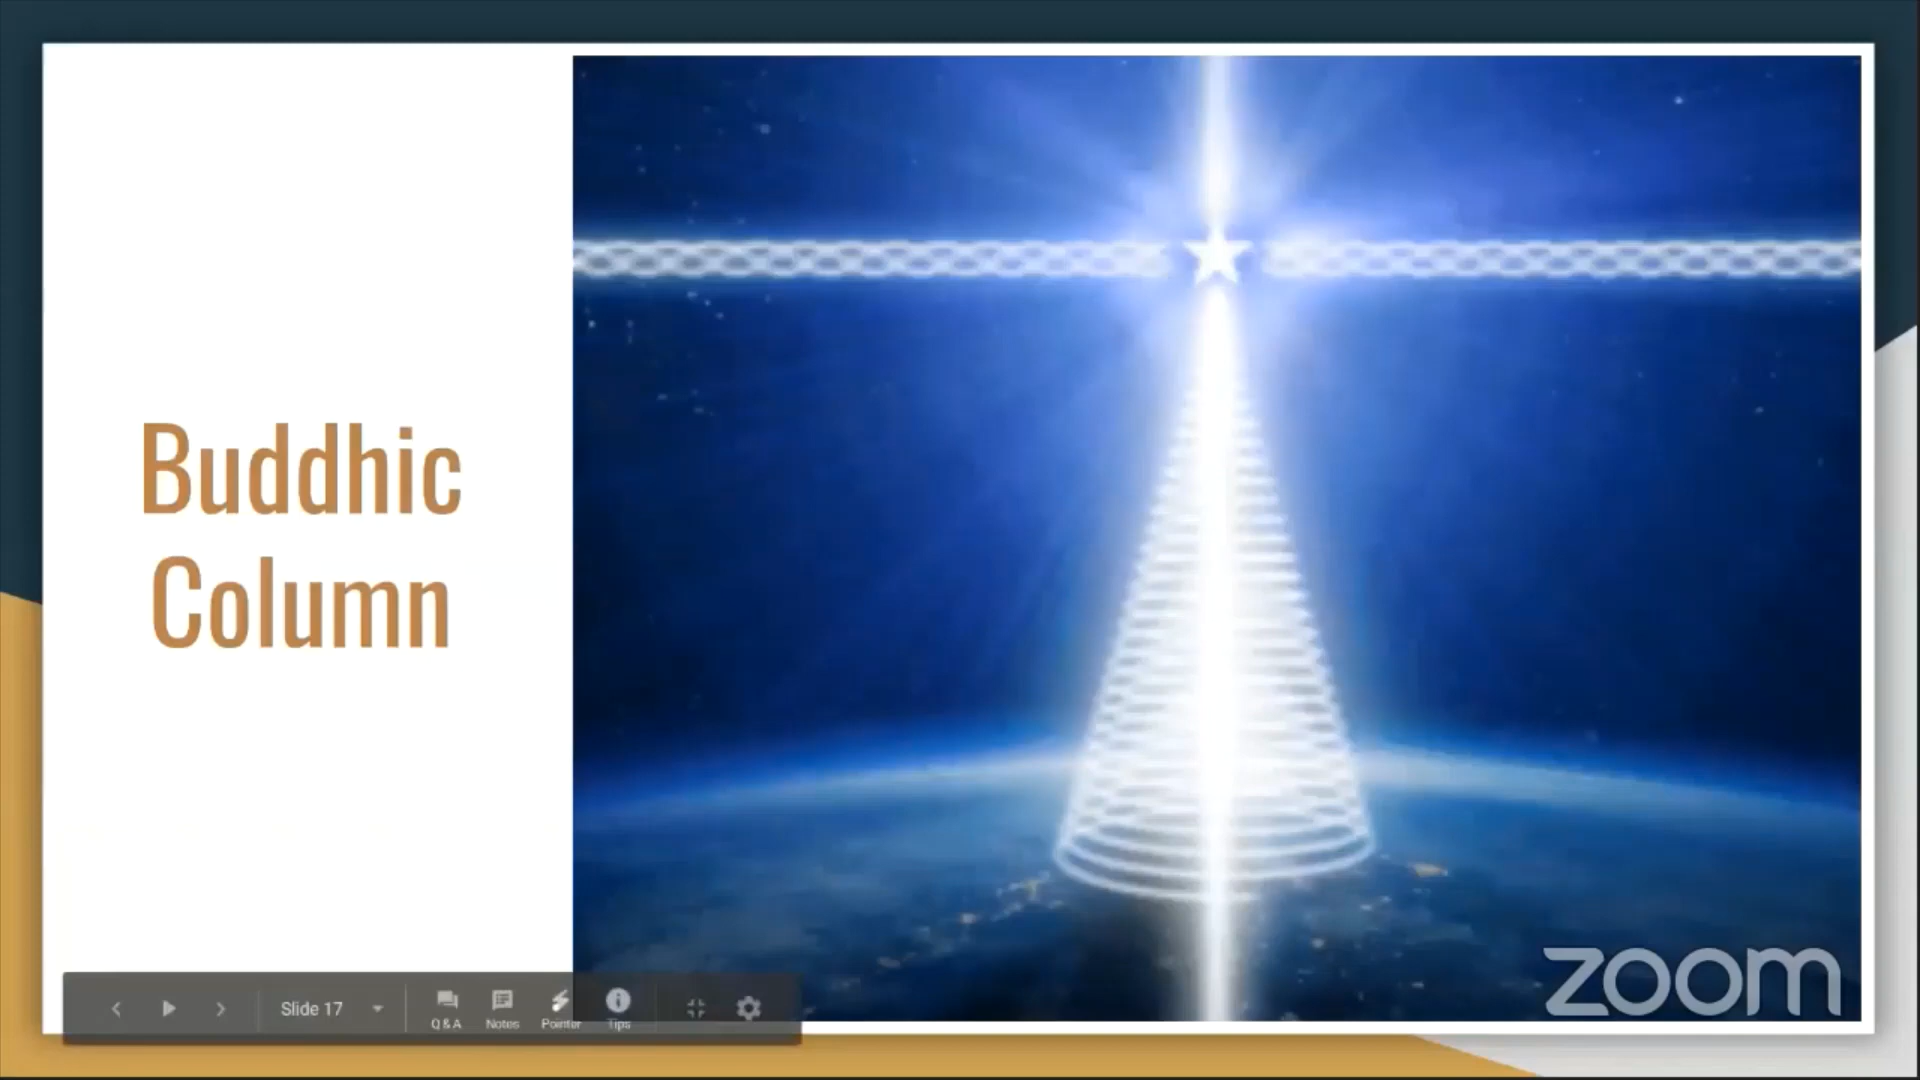 Buddhic
Column
Slide 17
Q & A
Notes
Pointer
Tips
zoom